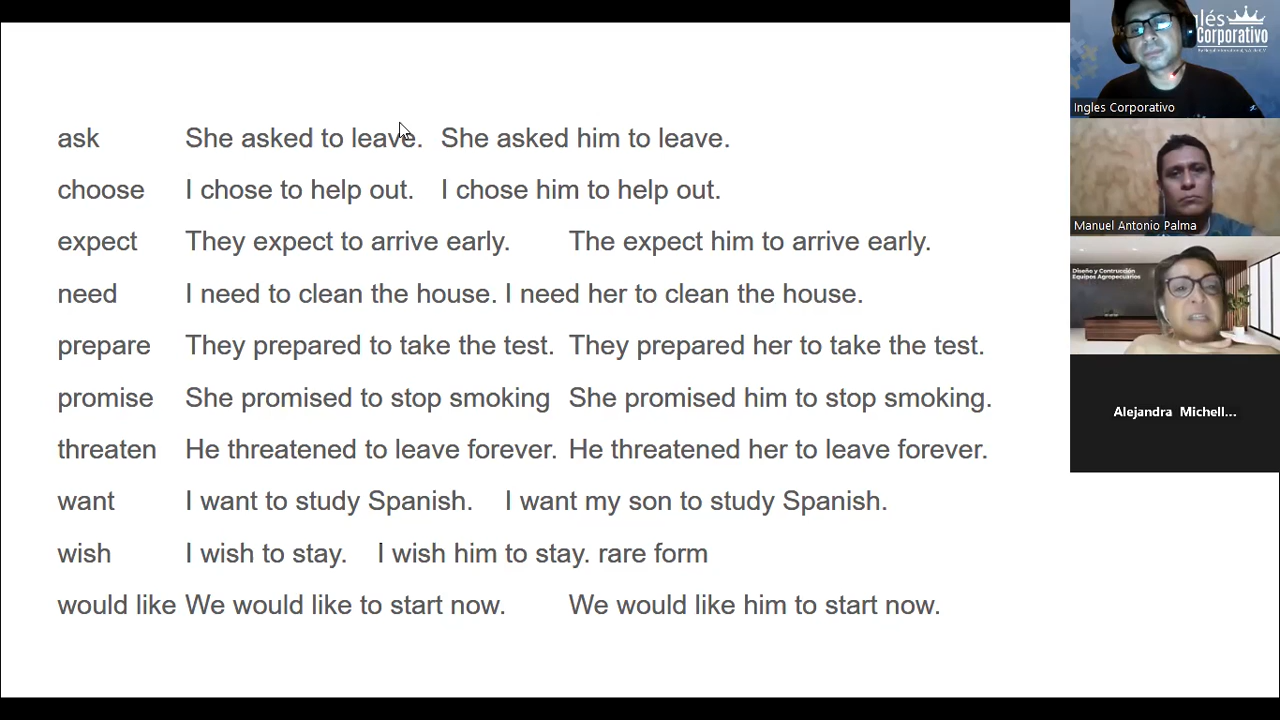 ask She asked to leave. She asked him to leave.
choose I chose to help out. I chose him to help out.
expect They expect to arrive early. The expect him to arrive early.
need I need to clean the house. I need her to clean the house.
prepare They prepared to take the test. They prepared her to take the test.
promise She promised to stop smoking She promised him to stop smoking.
threaten He threatened to leave forever. He threatened her to leave forever.
want I want to study Spanish. I want my son to study Spanish.
wish I wish to stay. I wish him to stay. rare form
would like We would like to start now. We would like him to start now.
Corporativo
Ingles Corporativo
Manuel Antonio Palma
Diseño y Contrucción
Equipos Agropecuarios
Alejandra Michell...